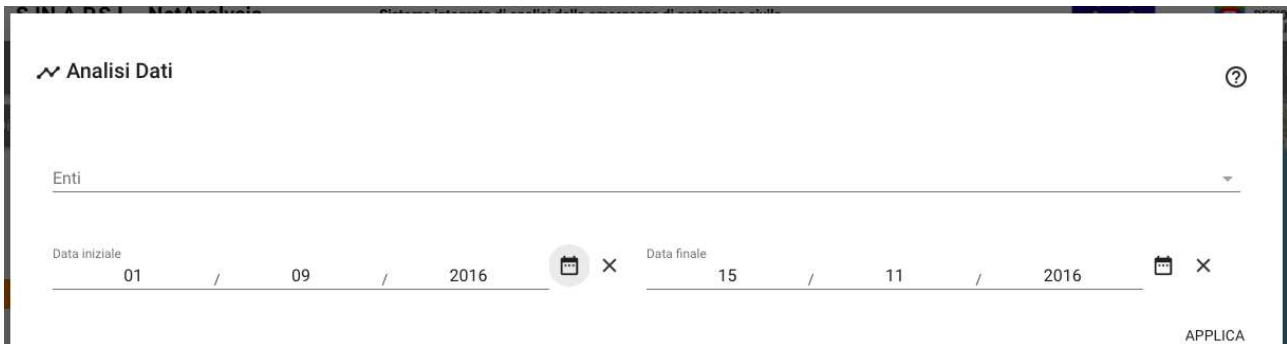 Analisi Dati
Enti
Data iniziale
01 / 09 / 2016
Data finale
15 / 11 / 2016
APPLICA